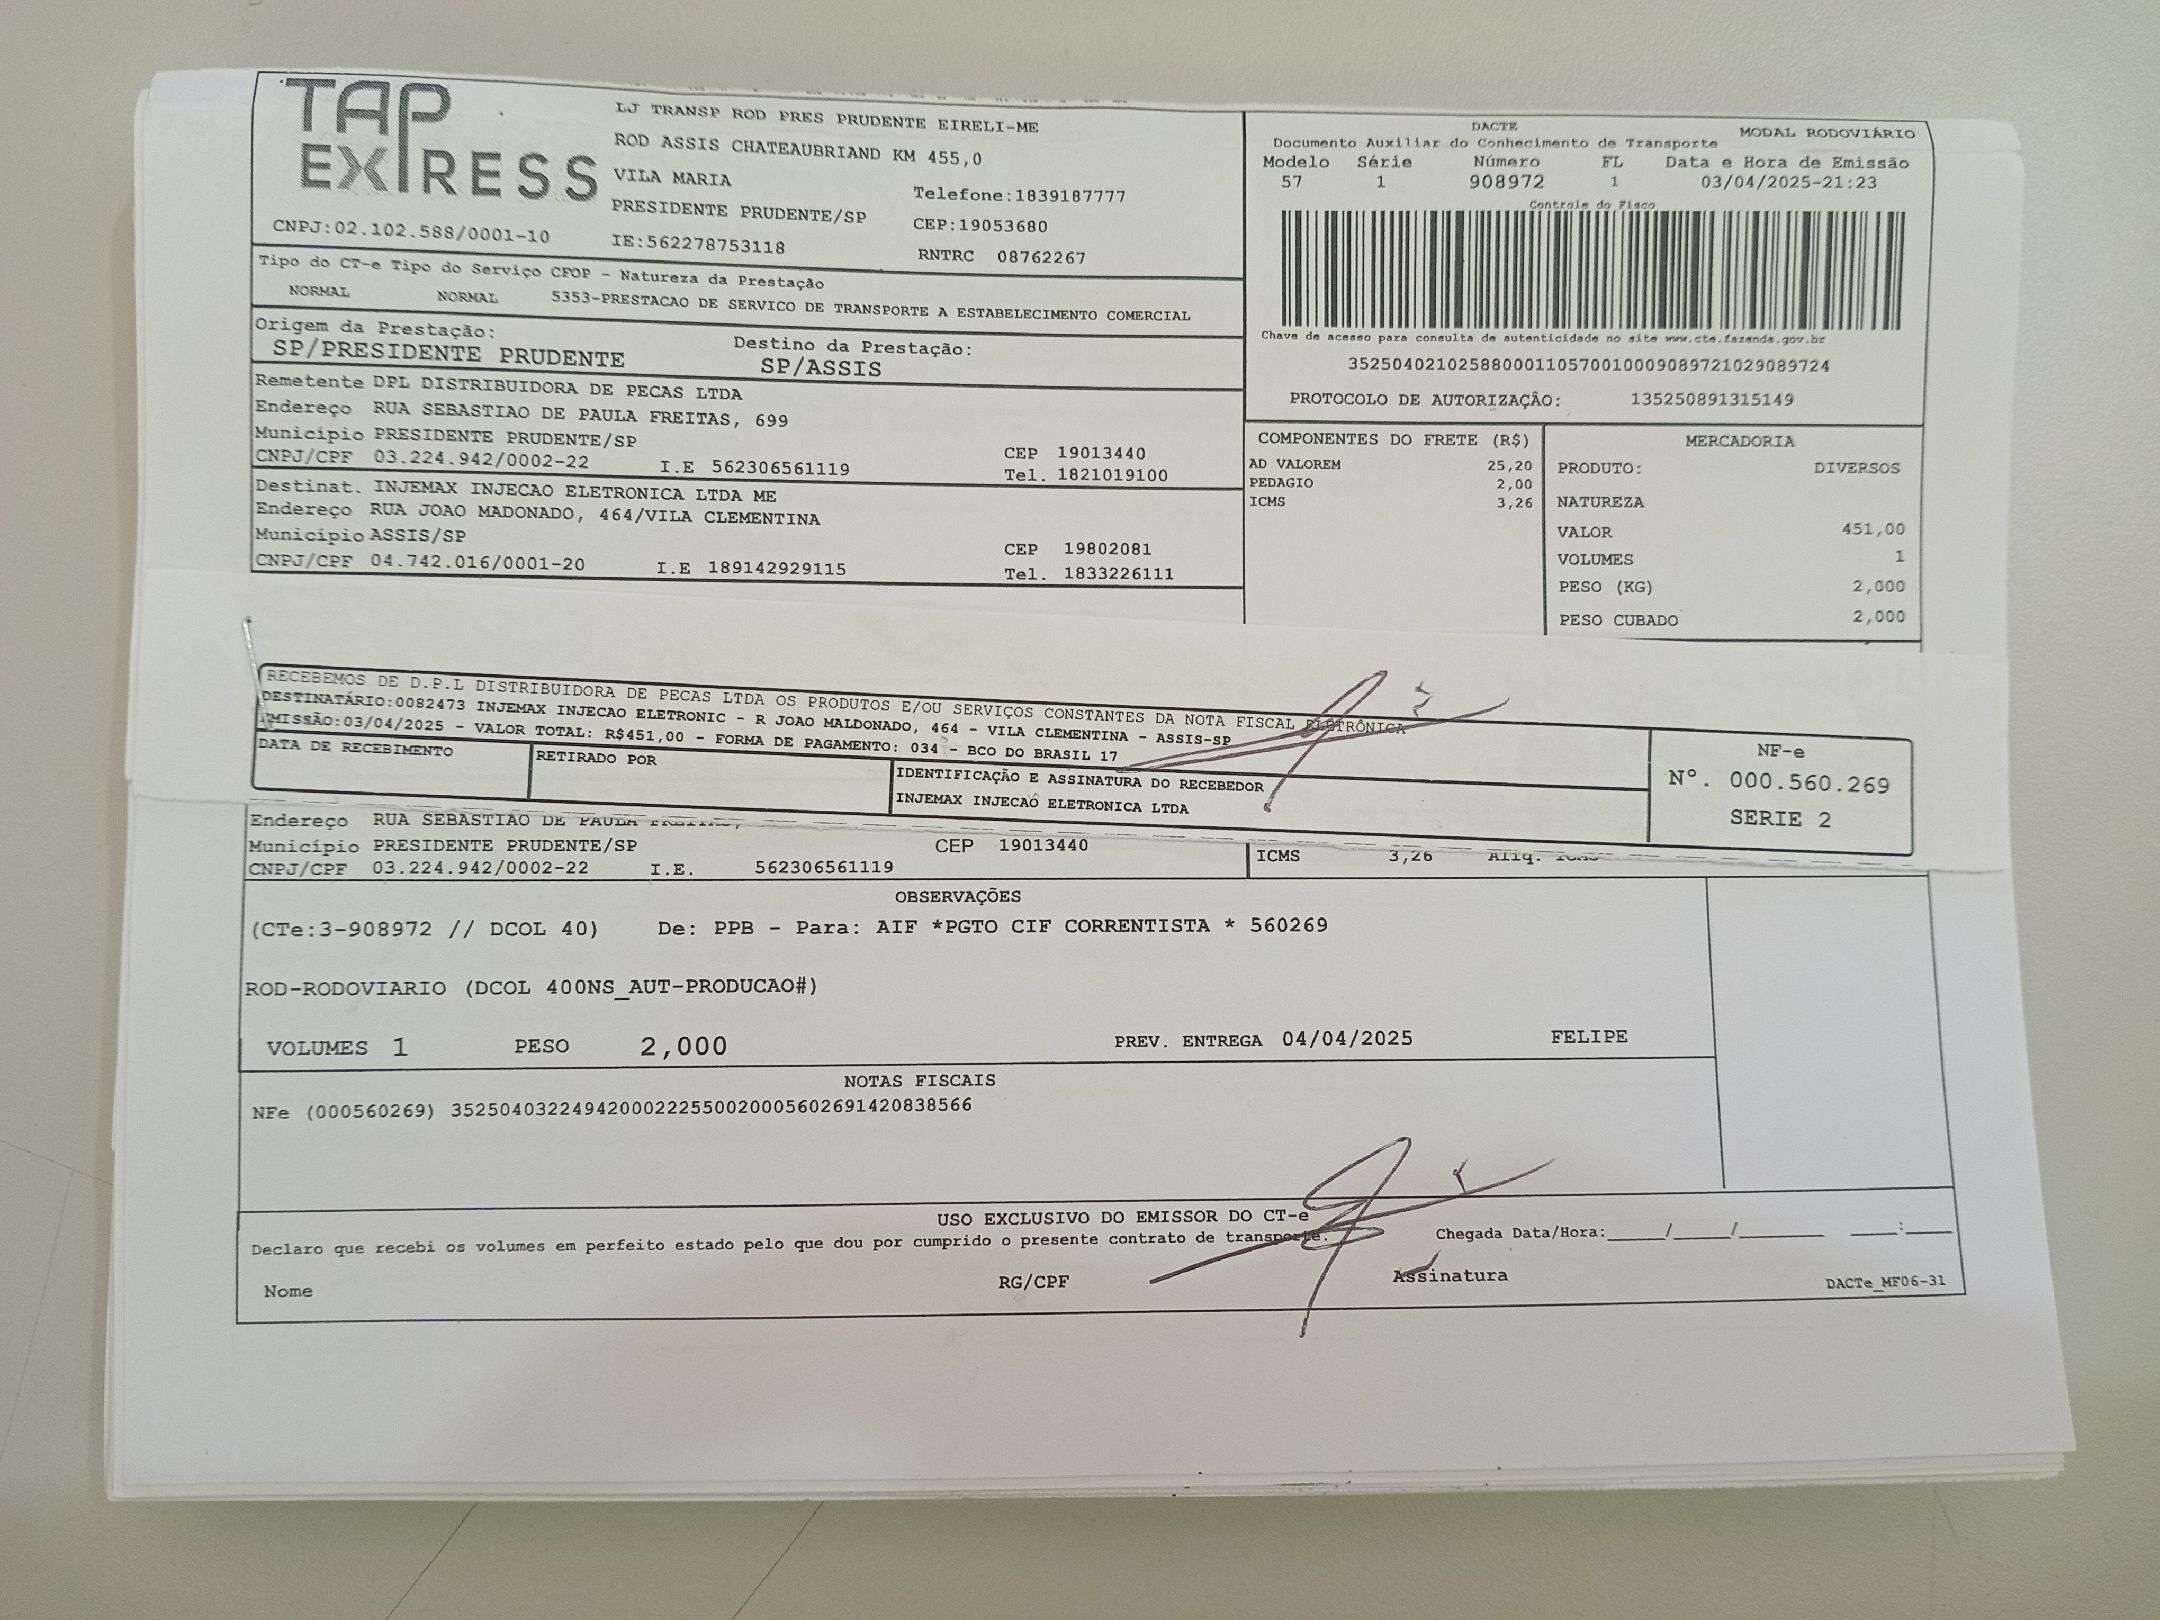 TAP
EXPRESS
LJ TRANSP ROD PRES PRUDENTE EIRELI-ME
ROD ASSIS CHATEAUBRIAND KM 455,0
VILA MARIA
Telefone:1839187777
PRESIDENTE PRUDENTE/SP
CEP:19053680
CNPJ:02.102.588/0001-10
IE:562278753118
RNTRC 08762267
DACTE
MODAL RODOVIÁRIO
Documento Auxiliar do Conhecimento de Transporte
Modelo Série Número FL Data e Hora de Emissão
57 1 908972 1 03/04/2025-21:23
Controle do Fisco
Chave de acesso para consulta de autenticidade no site www.cte.fazenda.gov.br
35250402102588000110570010009089721029089724
PROTOCOLO DE AUTORIZAÇÃO: 135250891315149
Tipo do CT-e Tipo do Serviço CFOP - Natureza da Prestação
NORMAL NORMAL 5353-PRESTACAO DE SERVICO DE TRANSPORTE A ESTABELECIMENTO COMERCIAL
Origem da Prestação: Destino da Prestação:
SP/PRESIDENTE PRUDENTE SP/ASSIS
Remetente DPL DISTRIBUIDORA DE PECAS LTDA
Endereço RUA SEBASTIAO DE PAULA FREITAS, 699
Município PRESIDENTE PRUDENTE/SP CEP 19013440
CNPJ/CPF 03.224.942/0002-22 I.E 562306561119 Tel. 1821019100
Destinat. INJEMAX INJECAO ELETRONICA LTDA ME
Endereço RUA JOAO MADONADO, 464/VILA CLEMENTINA
Município ASSIS/SP CEP 19802081
CNPJ/CPF 04.742.016/0001-20 I.E 189142929115 Tel. 1833226111
COMPONENTES DO FRETE (R$)
AD VALOREM 25,20
PEDAGIO 2,00
ICMS 3,26
MERCADORIA
PRODUTO: DIVERSOS
NATUREZA
VALOR 451,00
VOLUMES 1
PESO (KG) 2,000
PESO CUBADO 2,000
RECEBEMOS DE D.P.L DISTRIBUIDORA DE PECAS LTDA OS PRODUTOS E/OU SERVIÇOS CONSTANTES DA NOTA FISCAL ELETRÔNICA
DESTINATÁRIO:0082473 INJEMAX INJECAO ELETRONIC - R JOAO MALDONADO, 464 - VILA CLEMENTINA - ASSIS-SP
EMISSÃO:03/04/2025 - VALOR TOTAL: R$451,00 - FORMA DE PAGAMENTO: 034 - BCO DO BRASIL 17
DATA DE RECEBIMENTO
RETIRADO POR
IDENTIFICAÇÃO E ASSINATURA DO RECEBEDOR
INJEMAX INJECAO ELETRONICA LTDA
NF-e
Nº. 000.560.269
SERIE 2
Endereço RUA SEBASTIAO DE PAULA FREITAS,
Município PRESIDENTE PRUDENTE/SP CEP 19013440
CNPJ/CPF 03.224.942/0002-22 I.E. 562306561119
ICMS 3,26 Aliq. ICMS
OBSERVAÇÕES
(CTe:3-908972 // DCOL 40) De: PPB - Para: AIF *PGTO CIF CORRENTISTA * 560269
ROD-RODOVIARIO (DCOL 400NS_AUT-PRODUCAO#)
VOLUMES 1 PESO 2,000 PREV. ENTREGA 04/04/2025 FELIPE
NOTAS FISCAIS
NFe (000560269) 35250403224942000222550020005602691420838566
USO EXCLUSIVO DO EMISSOR DO CT-e
Declaro que recebi os volumes em perfeito estado pelo que dou por cumprido o presente contrato de transporte.
Chegada Data/Hora:______/_____/________ ____:____
Nome RG/CPF Assinatura
DACTe_MF06-31